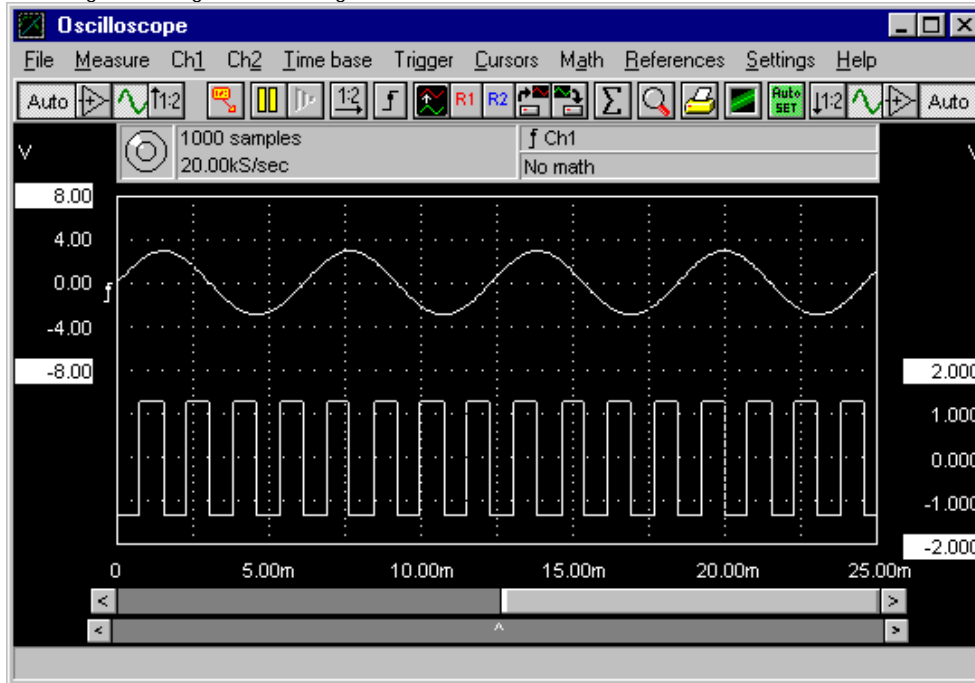 Oscilloscope
File Measure Ch1 Ch2 Time base Trigger Cursors Math References Settings Help
Auto 1:2 1:2 R1 R2 Σ Auto SET 1:2 Auto
1000 samples
20.00kS/sec
Ch1
No math
V
8.00
4.00
0.00
-4.00
-8.00
2.000
1.000
0.000
-1.000
-2.000
0 5.00m 10.00m 15.00m 20.00m 25.00m